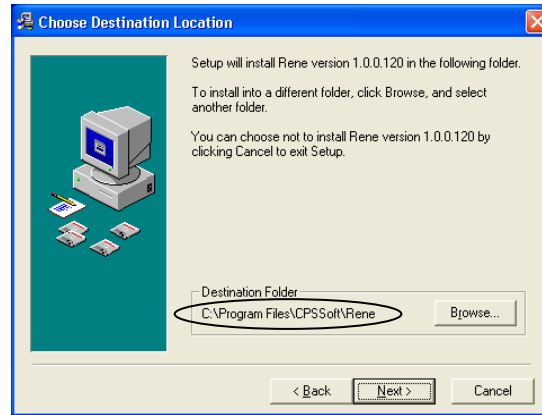 Choose Destination Location
Setup will install Rene version 1.0.0.120 in the following folder.
To install into a different folder, click Browse, and select
another folder.
You can choose not to install Rene version 1.0.0.120 by
clicking Cancel to exit Setup.
Destination Folder
C:\Program Files\CPSSoft\Rene
Browse...
< Back
Next >
Cancel